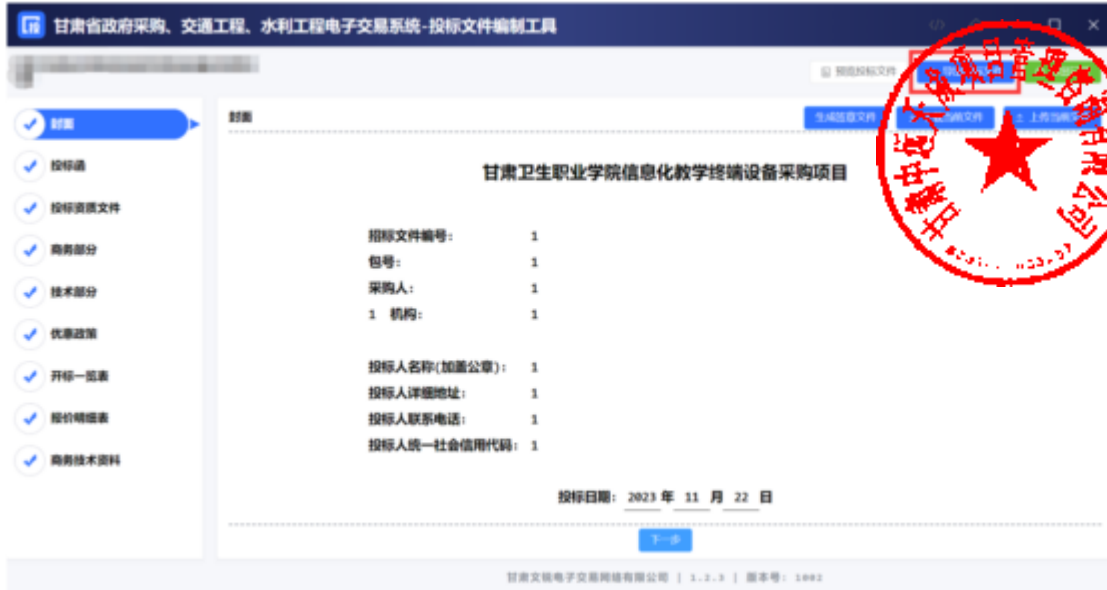 甘肃省政府采购、交通工程、水利工程电子交易系统-投标文件编制工具
预览投标文件
封面
投标函
投标资质文件
商务部分
技术部分
优惠政策
开标一览表
报价明细表
商务技术资料
封面
生成签章文件
上传当前
甘肃卫生职业学院信息化教学终端设备采购项目
招标文件编号: 1
包号: 1
采购人: 1
1 机构: 1
投标人名称(加盖公章): 1
投标人详细地址: 1
投标人联系电话: 1
投标人统一社会信用代码: 1
投标日期: 2023 年 11 月 22 日
下一步
甘肃文锐电子交易网络有限公司 | 1.2.3 | 版本号: 1002